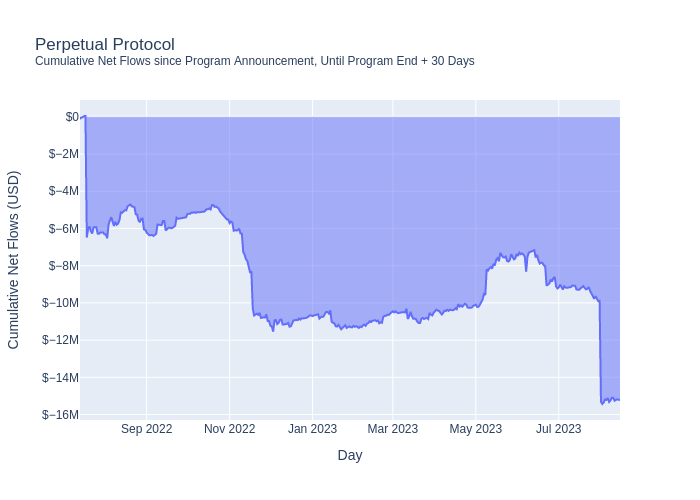 Perpetual Protocol
Cumulative Net Flows since Program Announcement, Until Program End + 30 Days
Cumulative Net Flows (USD)
$0
$−2M
$−4M
$−6M
$−8M
$−10M
$−12M
$−14M
$−16M
Sep 2022
Nov 2022
Jan 2023
Mar 2023
May 2023
Jul 2023
Day